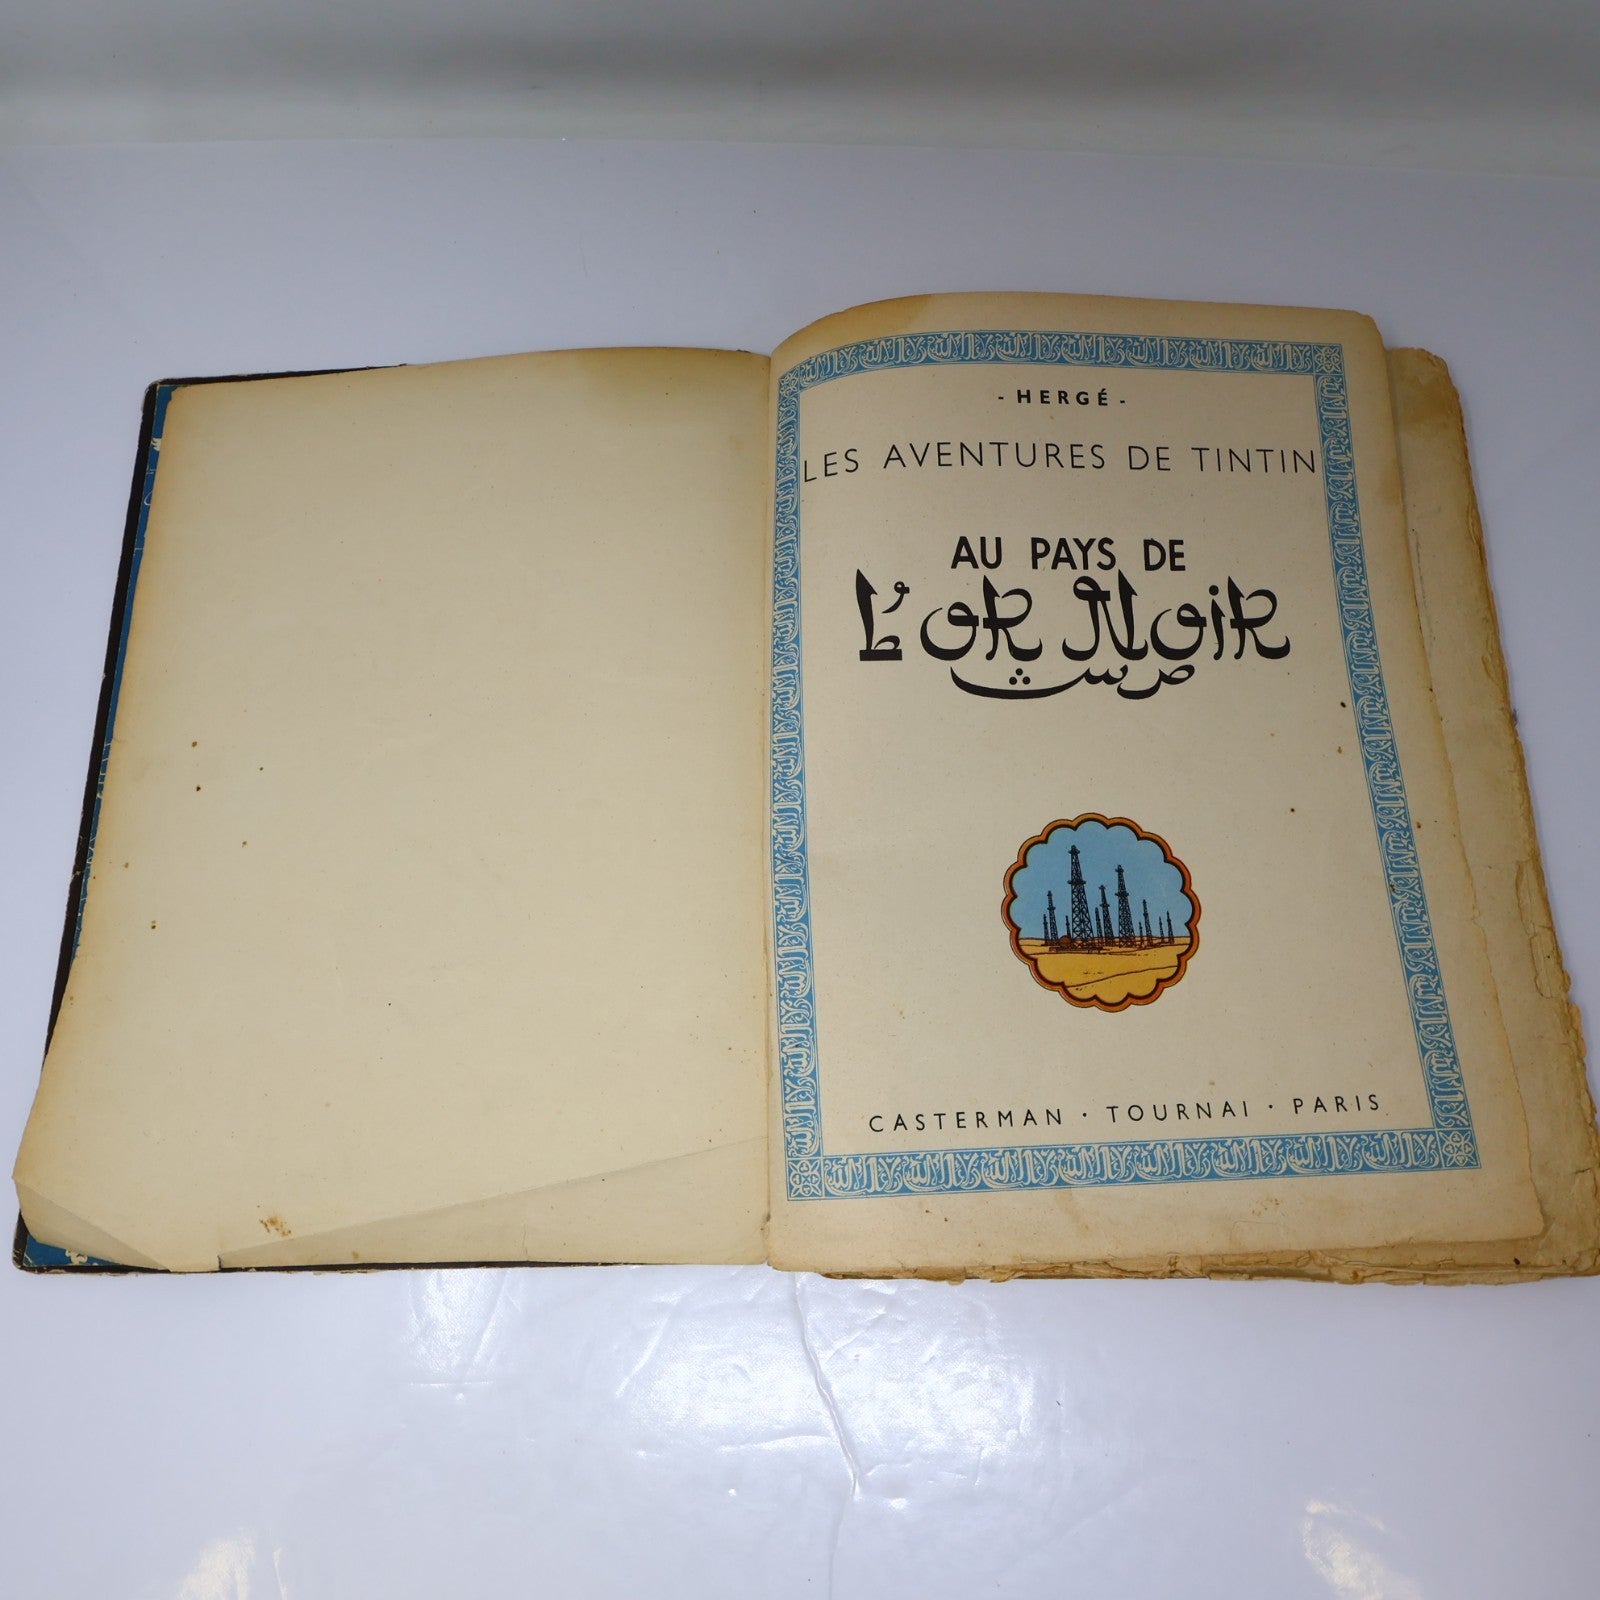 - HERGÉ -
LES AVENTURES DE TINTIN
AU PAYS DE
L'OR NOIR
CASTERMAN · TOURNAI · PARIS